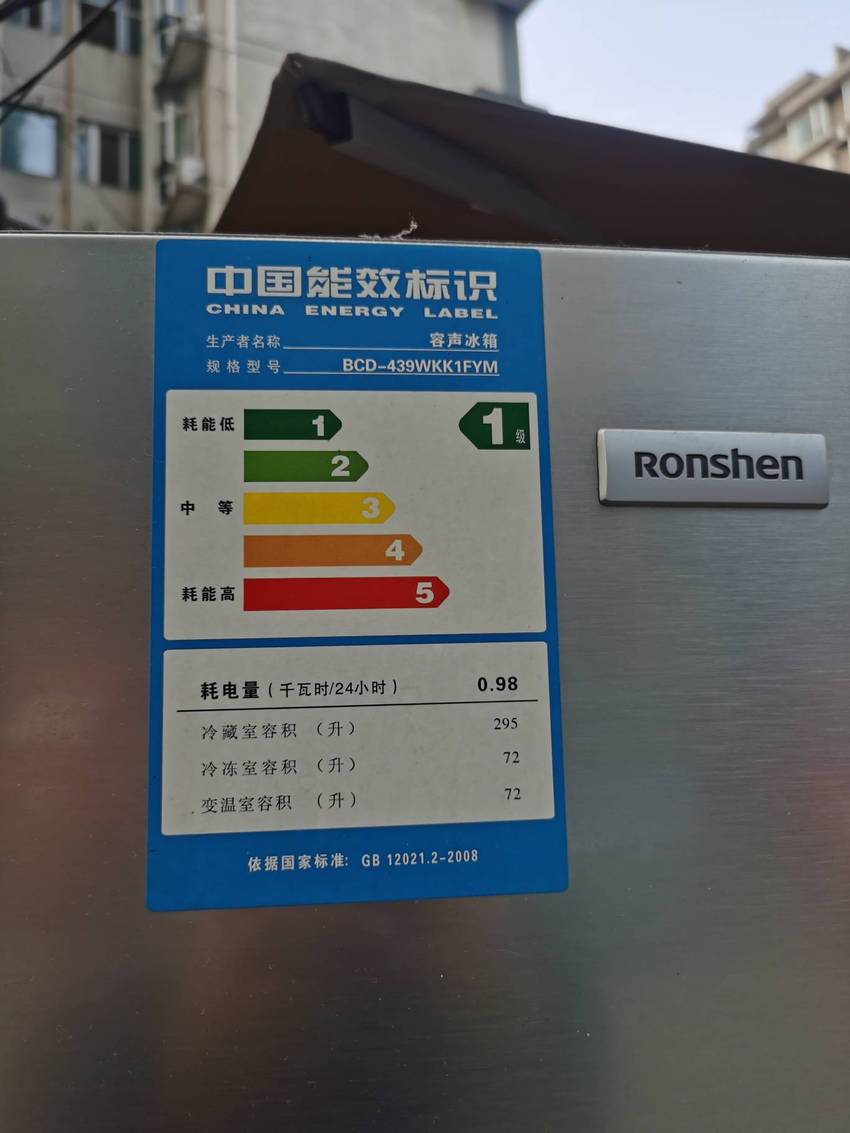 中国能效标识
CHINA ENERGY LABEL
生产者名称 容声冰箱
规格型号 BCD-439WKK1FYM
耗能低 1 1级
2
中 等 3
4
耗能高 5
Ronshen
耗电量(千瓦时/24小时) 0.98
冷藏室容积 (升) 295
冷冻室容积 (升) 72
变温室容积 (升) 72
依据国家标准: GB 12021.2-2008